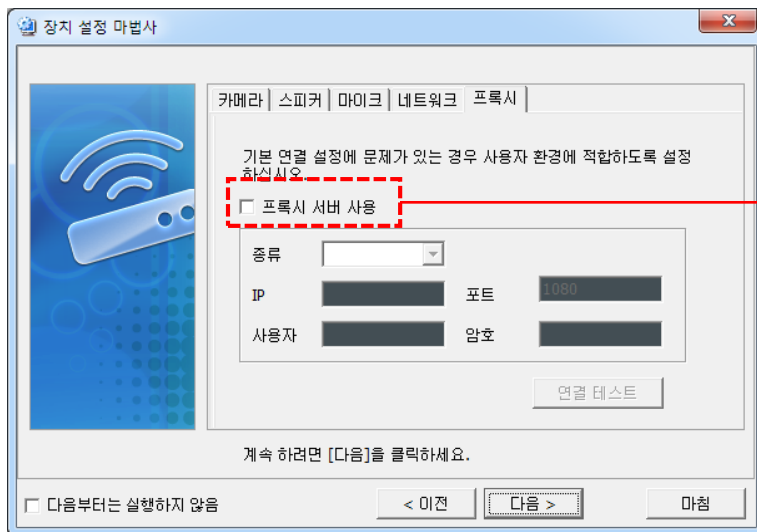 장치 설정 마법사
카메라 스피커 마이크 네트워크 프록시
기본 연결 설정에 문제가 있는 경우 사용자 환경에 적합하도록 설정
하십시오.
프록시 서버 사용
종류
IP 포트 1080
사용자 암호
연결 테스트
계속 하려면 [다음]을 클릭하세요.
다음부터는 실행하지 않음 < 이전 다음 > 마침